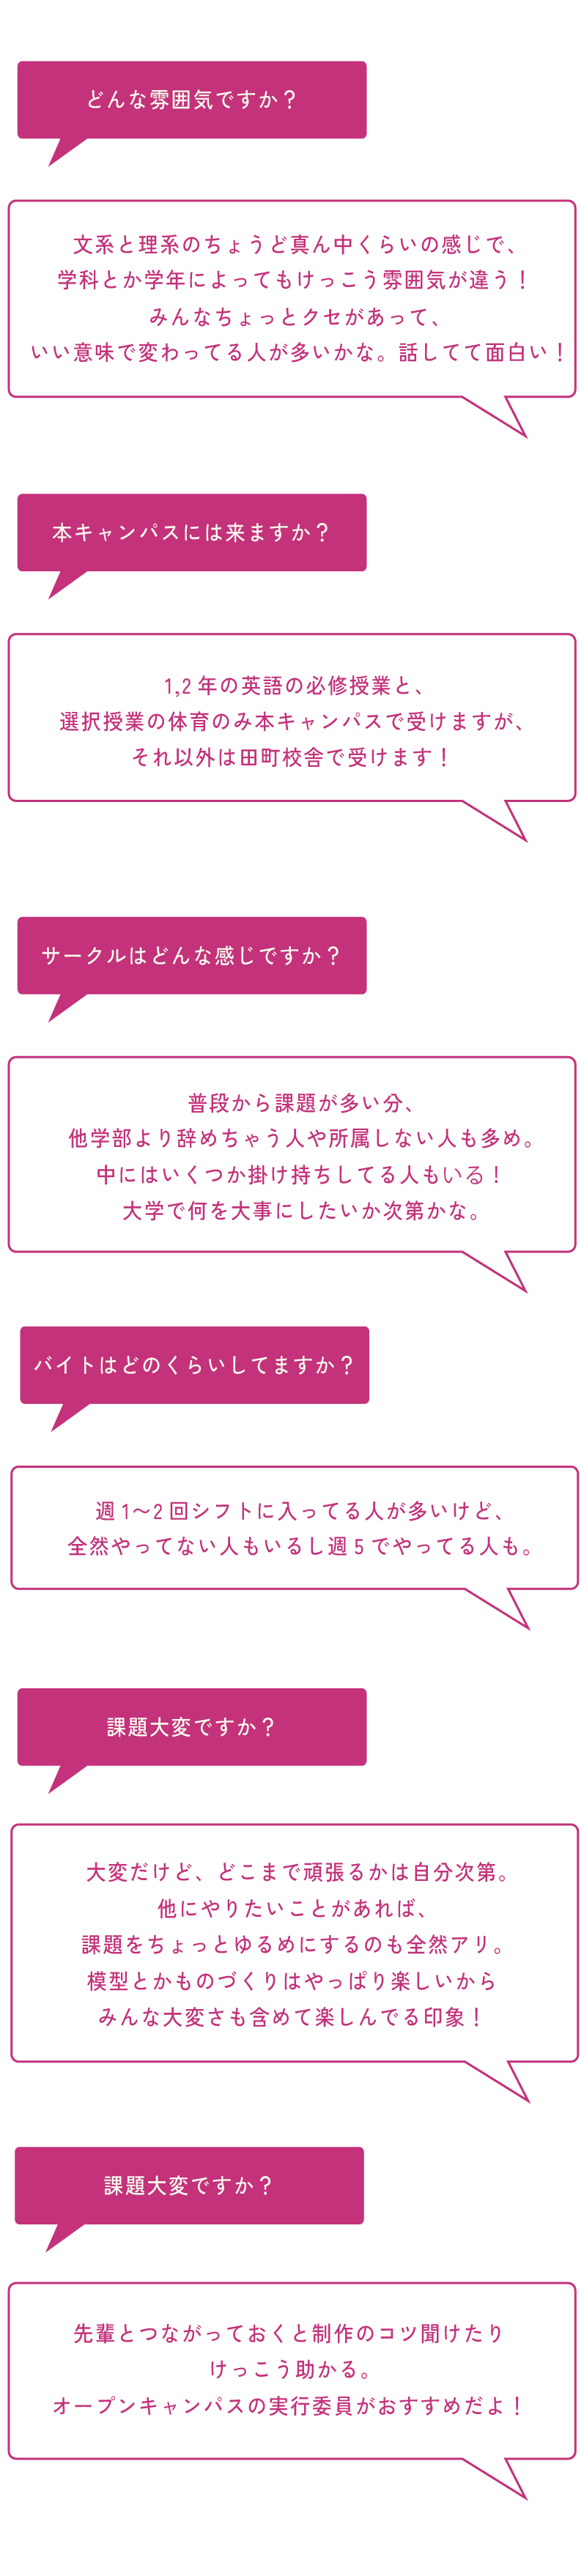 どんな雰囲気ですか？
文系と理系のちょうど真ん中くらいの感じで、
学科とか学年によってもけっこう雰囲気が違う！
みんなちょっとクセがあって、
いい意味で変わってる人が多いかな。話してて面白い！
本キャンパスには来ますか？
1,2 年の英語の必修授業と、
選択授業の体育のみ本キャンパスで受けますが、
それ以外は田町校舎で受けます！
サークルはどんな感じですか？
普段から課題が多い分、
他学部より辞めちゃう人や所属しない人も多め。
中にはいくつか掛け持ちしてる人もいる！
大学で何を大事にしたいか次第かな。
バイトはどのくらいしてますか？
週 1〜2 回シフトに入ってる人が多いけど、
全然やってない人もいるし週 5 でやってる人も。
課題大変ですか？
大変だけど、どこまで頑張るかは自分次第。
他にやりたいことがあれば、
課題をちょっとゆるめにするのも全然アリ。
模型とかものづくりはやっぱり楽しいから
みんな大変さも含めて楽しんでる印象！
課題大変ですか？
先輩とつながっておくと制作のコツ聞けたり
けっこう助かる。
オープンキャンパスの実行委員がおすすめだよ！